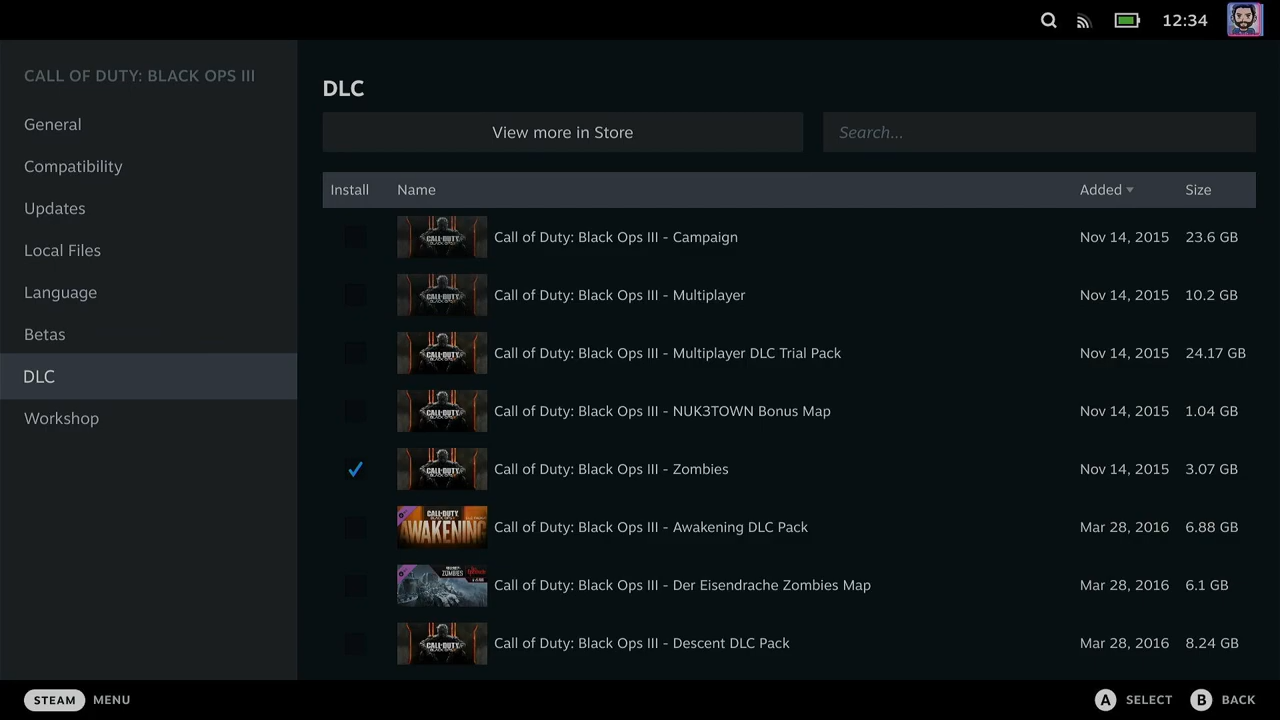 12:34
CALL OF DUTY: BLACK OPS III
General
Compatibility
Updates
Local Files
Language
Betas
DLC
Workshop
DLC
View more in Store
Search...
Install Name Added Size
Call of Duty: Black Ops III - Campaign Nov 14, 2015 23.6 GB
Call of Duty: Black Ops III - Multiplayer Nov 14, 2015 10.2 GB
Call of Duty: Black Ops III - Multiplayer DLC Trial Pack Nov 14, 2015 24.17 GB
Call of Duty: Black Ops III - NUK3TOWN Bonus Map Nov 14, 2015 1.04 GB
Call of Duty: Black Ops III - Zombies Nov 14, 2015 3.07 GB
AWAKENING
Call of Duty: Black Ops III - Awakening DLC Pack Mar 28, 2016 6.88 GB
ZOMBIES
Call of Duty: Black Ops III - Der Eisendrache Zombies Map Mar 28, 2016 6.1 GB
Call of Duty: Black Ops III - Descent DLC Pack Mar 28, 2016 8.24 GB
STEAM MENU
A SELECT B BACK